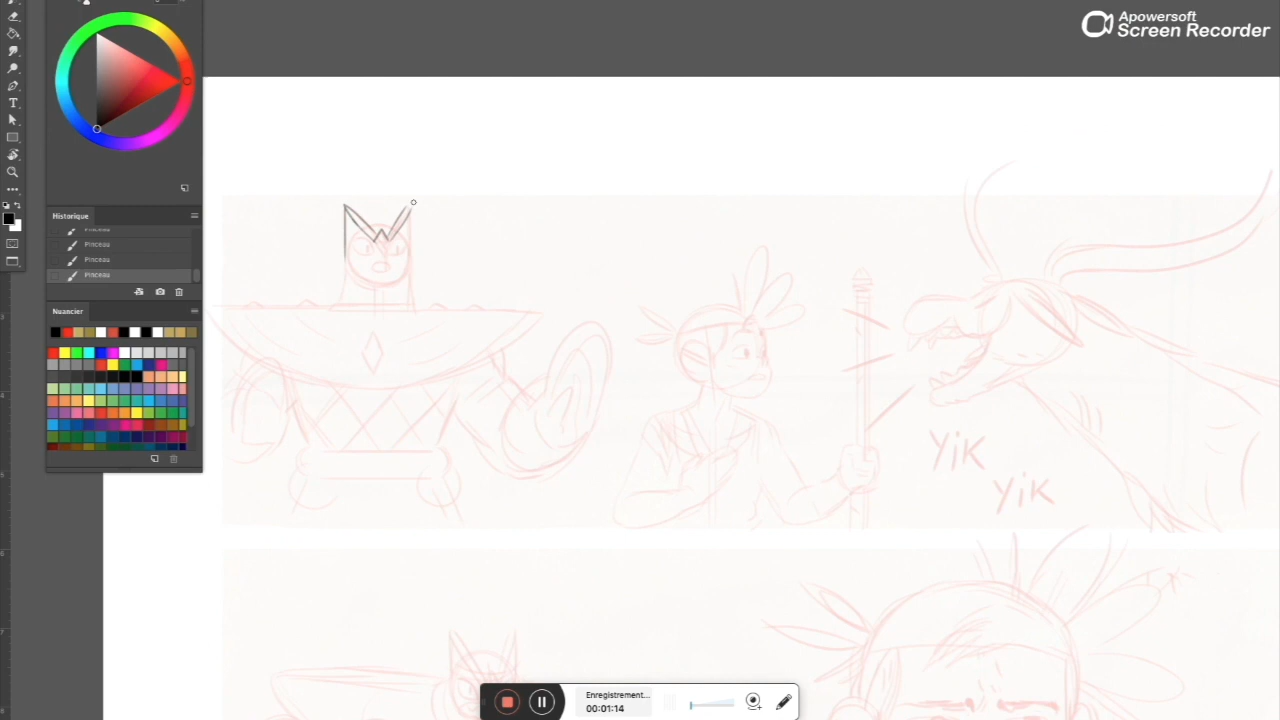 Apowersoft
Screen Recorder
Historique
Pinceau
Pinceau
Pinceau
Pinceau
Nuancier
YiK
YiK
Enregistrement...
00:01:14